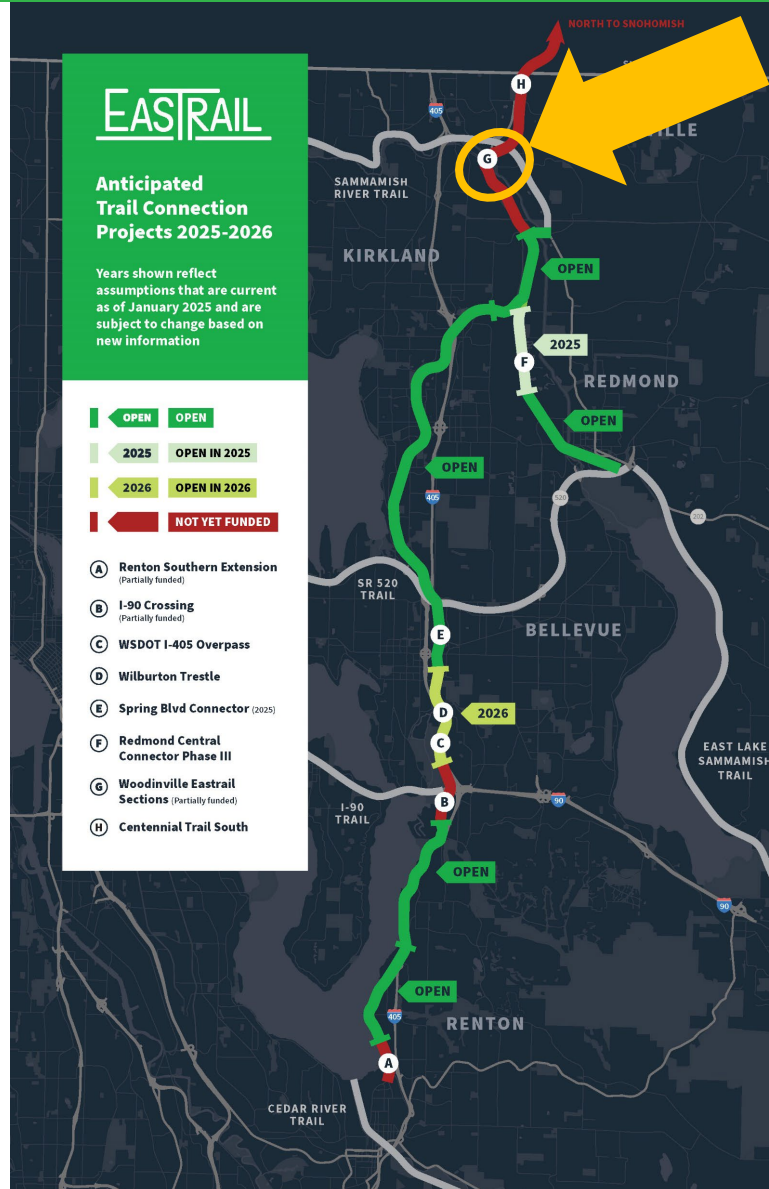 NORTH TO SNOHOMISH
H
405
VILLE
G
SAMMAMISH
RIVER TRAIL
KIRKLAND
OPEN
2025
F
REDMOND
OPEN
OPEN
405
520
202
SR 520
TRAIL
E
BELLEVUE
D
2026
C
EAST LAKE
SAMMAMISH
TRAIL
B
90
I-90
TRAIL
OPEN
90
OPEN
405
RENTON
A
CEDAR RIVER
TRAIL
EASTRAIL
Anticipated
Trail Connection
Projects 2025-2026
Years shown reflect
assumptions that are current
as of January 2025 and are
subject to change based on
new information
OPEN OPEN
2025 OPEN IN 2025
2026 OPEN IN 2026
NOT YET FUNDED
A Renton Southern Extension
(Partially funded)
B I-90 Crossing
(Partially funded)
C WSDOT I-405 Overpass
D Wilburton Trestle
E Spring Blvd Connector (2025)
F Redmond Central
Connector Phase III
G Woodinville Eastrail
Sections (Partially funded)
H Centennial Trail South